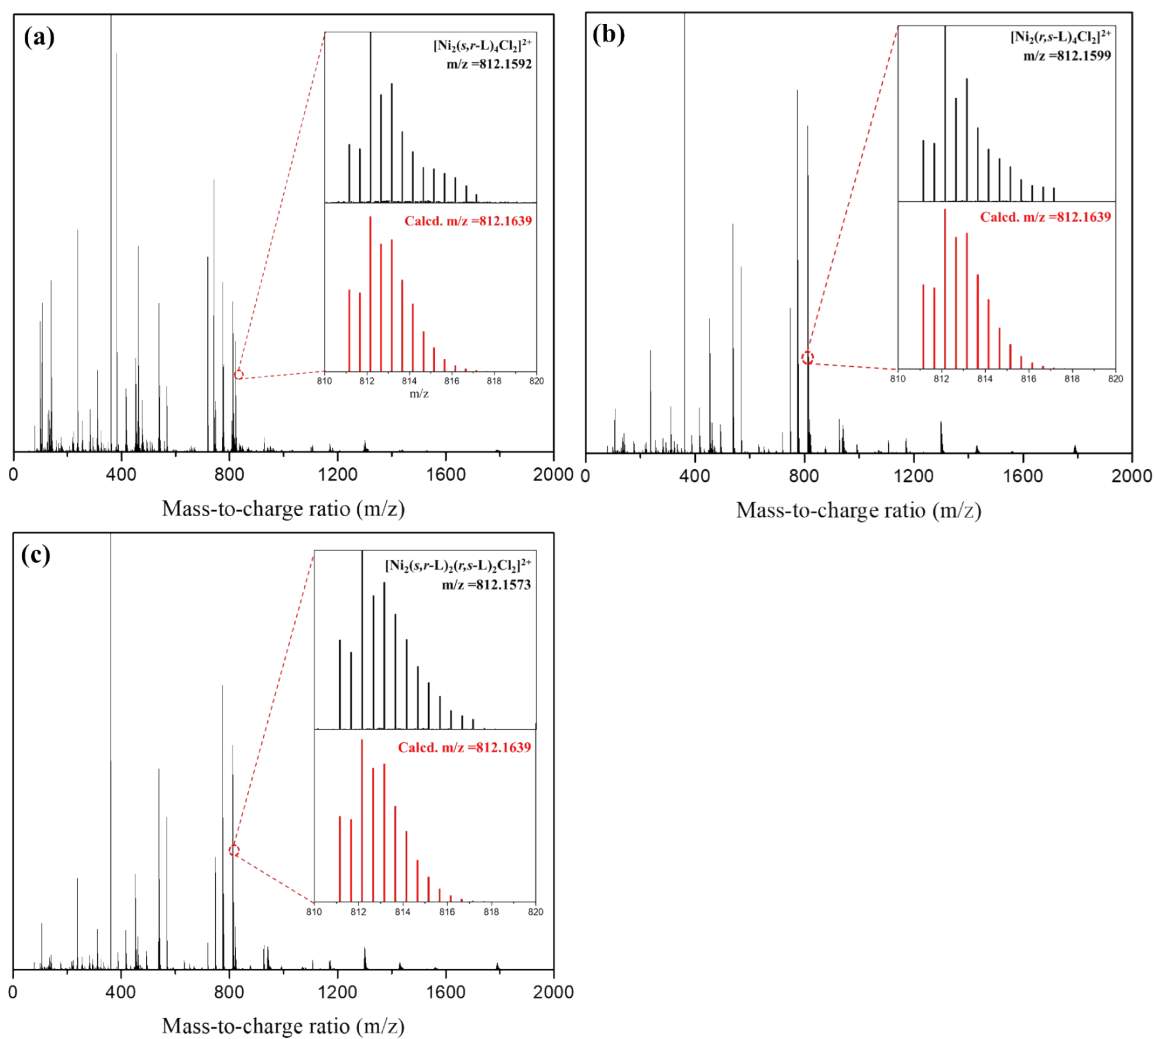 (a)
[Ni₂(s,r-L)₄Cl₂]²⁺
m/z =812.1592
Calcd. m/z =812.1639
810 812 814 816 818 820
m/z
0 400 800 1200 1600 2000
Mass-to-charge ratio (m/z)
(b)
[Ni₂(r,s-L)₄Cl₂]²⁺
m/z =812.1599
Calcd. m/z =812.1639
810 812 814 816 818 820
0 400 800 1200 1600 2000
Mass-to-charge ratio (m/z)
(c)
[Ni₂(s,r-L)₂(r,s-L)₂Cl₂]²⁺
m/z =812.1573
Calcd. m/z =812.1639
810 812 814 816 818 820
0 400 800 1200 1600 2000
Mass-to-charge ratio (m/z)